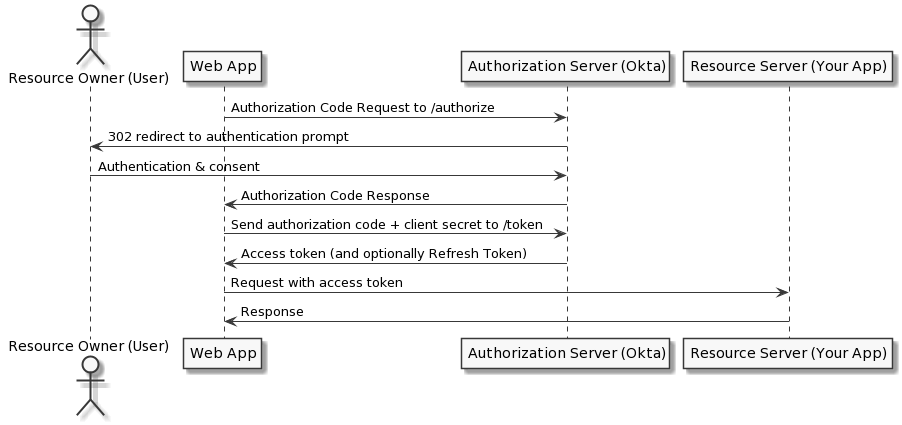 Resource Owner (User)
Web App
Authorization Server (Okta)
Resource Server (Your App)
Authorization Code Request to /authorize
302 redirect to authentication prompt
Authentication & consent
Authorization Code Response
Send authorization code + client secret to /token
Access token (and optionally Refresh Token)
Request with access token
Response
Resource Owner (User)
Web App
Authorization Server (Okta)
Resource Server (Your App)